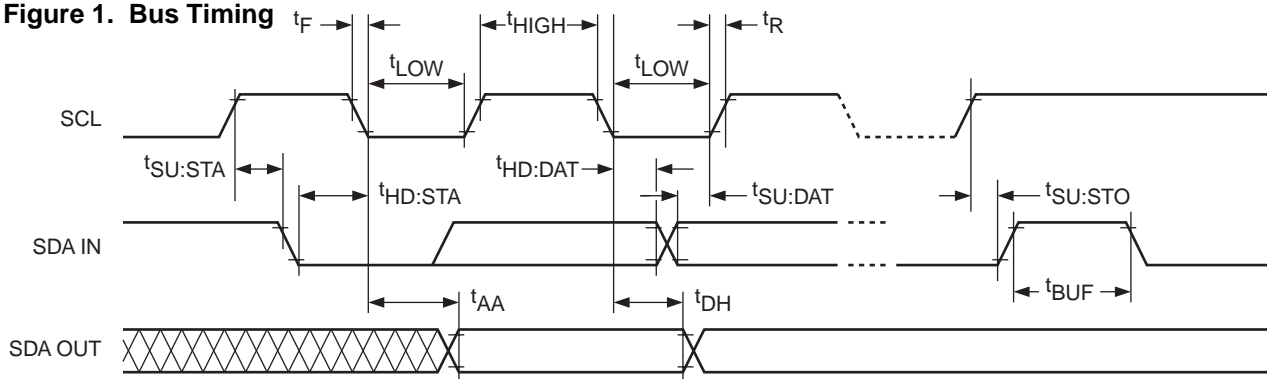 Figure 1. Bus Timing
tF
tHIGH
tR
tLOW
tLOW
SCL
tSU:STA
tHD:STA
tHD:DAT
tSU:DAT
tSU:STO
SDA IN
tBUF
tAA
tDH
SDA OUT